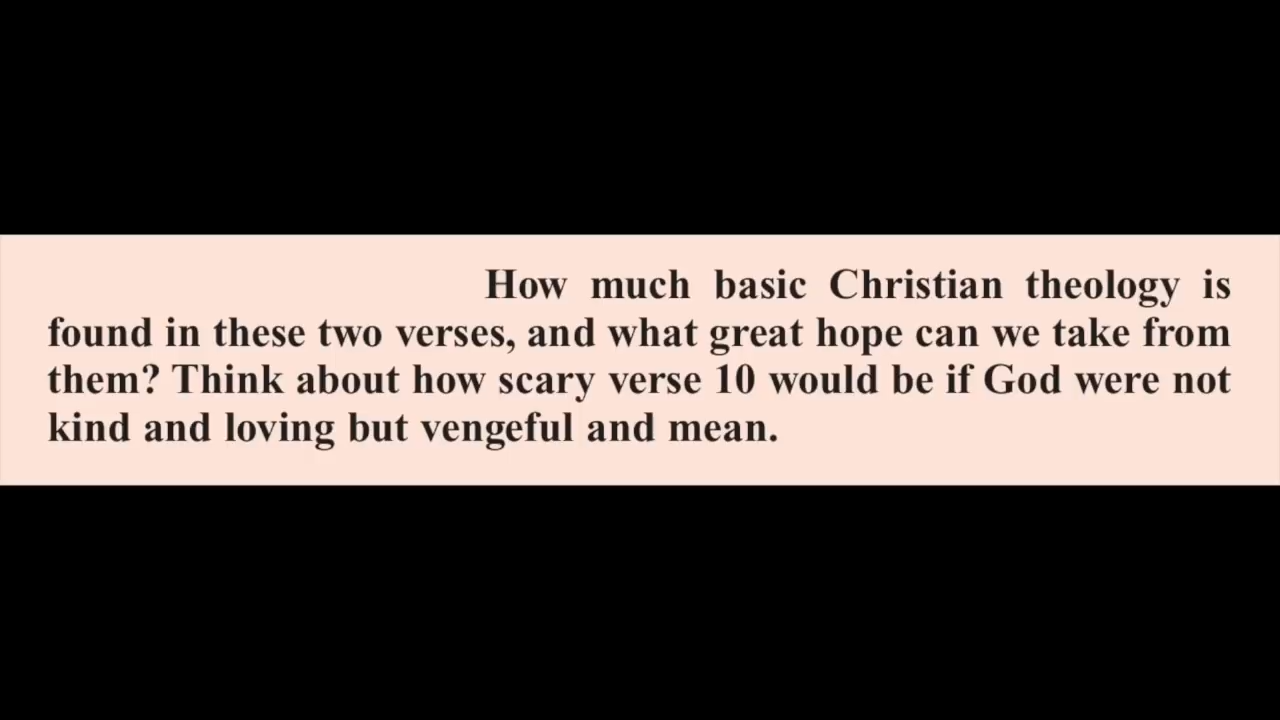 How much basic Christian theology is
found in these two verses, and what great hope can we take from
them? Think about how scary verse 10 would be if God were not
kind and loving but vengeful and mean.